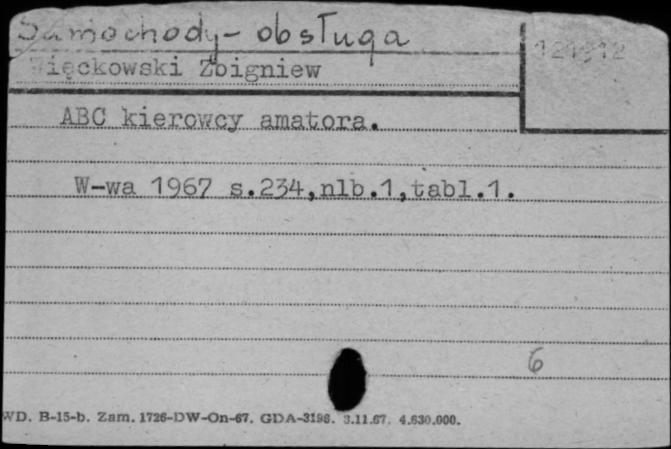 Samochody - obsługa
Więckowski Zbigniew
ABC kierowcy amatora.
W-wa 1967 s.234,nlb.1,tabl.1.
6
WD. B-15-b. Zam. 1726-DW-On-67. GDA-3198. 3.11.67. 4.630.000.